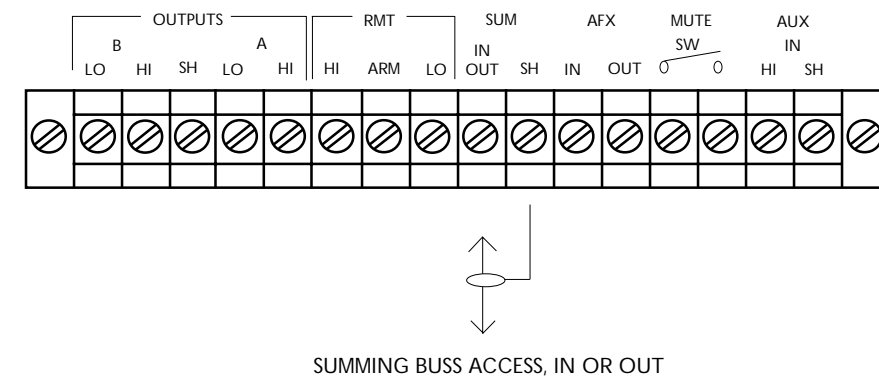 OUTPUTS RMT SUM AFX MUTE AUX
B A IN SW IN
LO HI SH LO HI HI ARM LO OUT SH IN OUT HI SH
SUMMING BUSS ACCESS, IN OR OUT